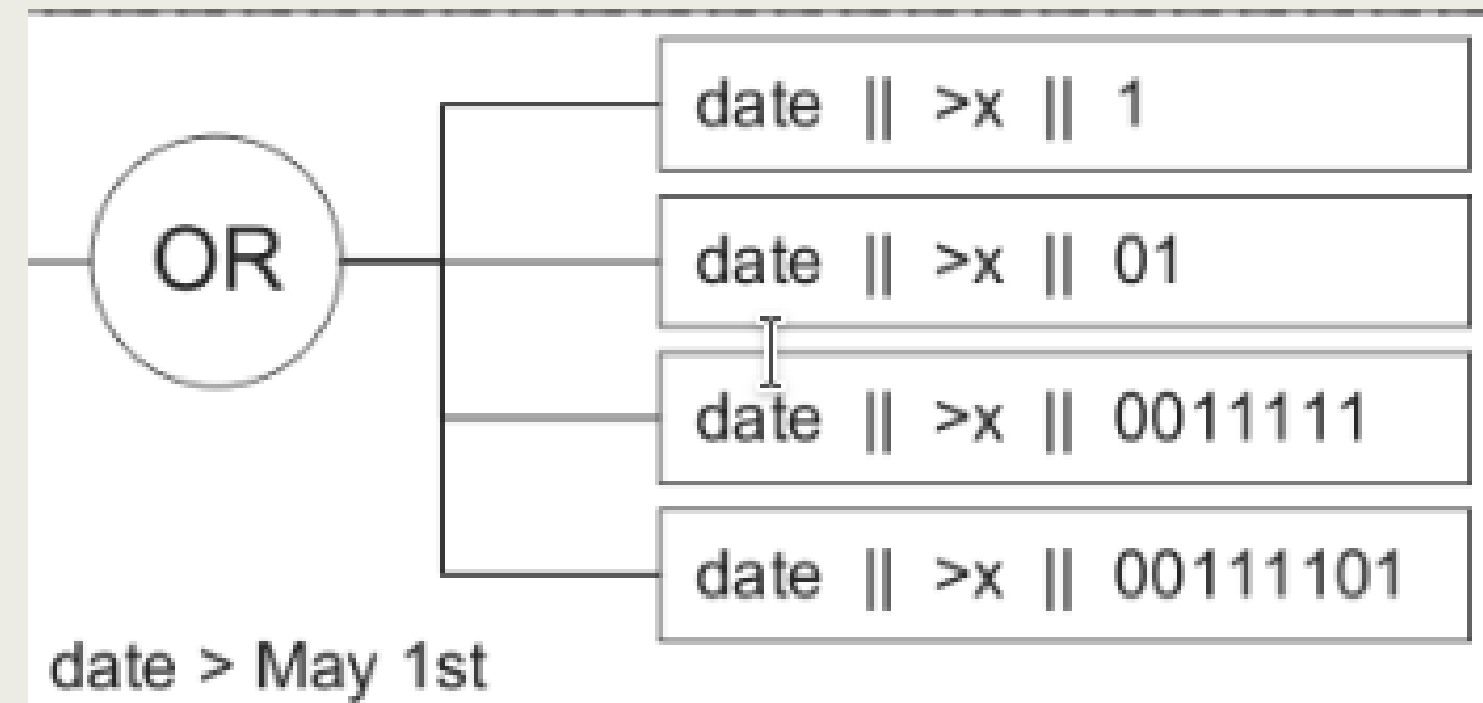 date || >x || 1
OR
date || >x || 01
date || >x || 0011111
date || >x || 00111101
date > May 1st